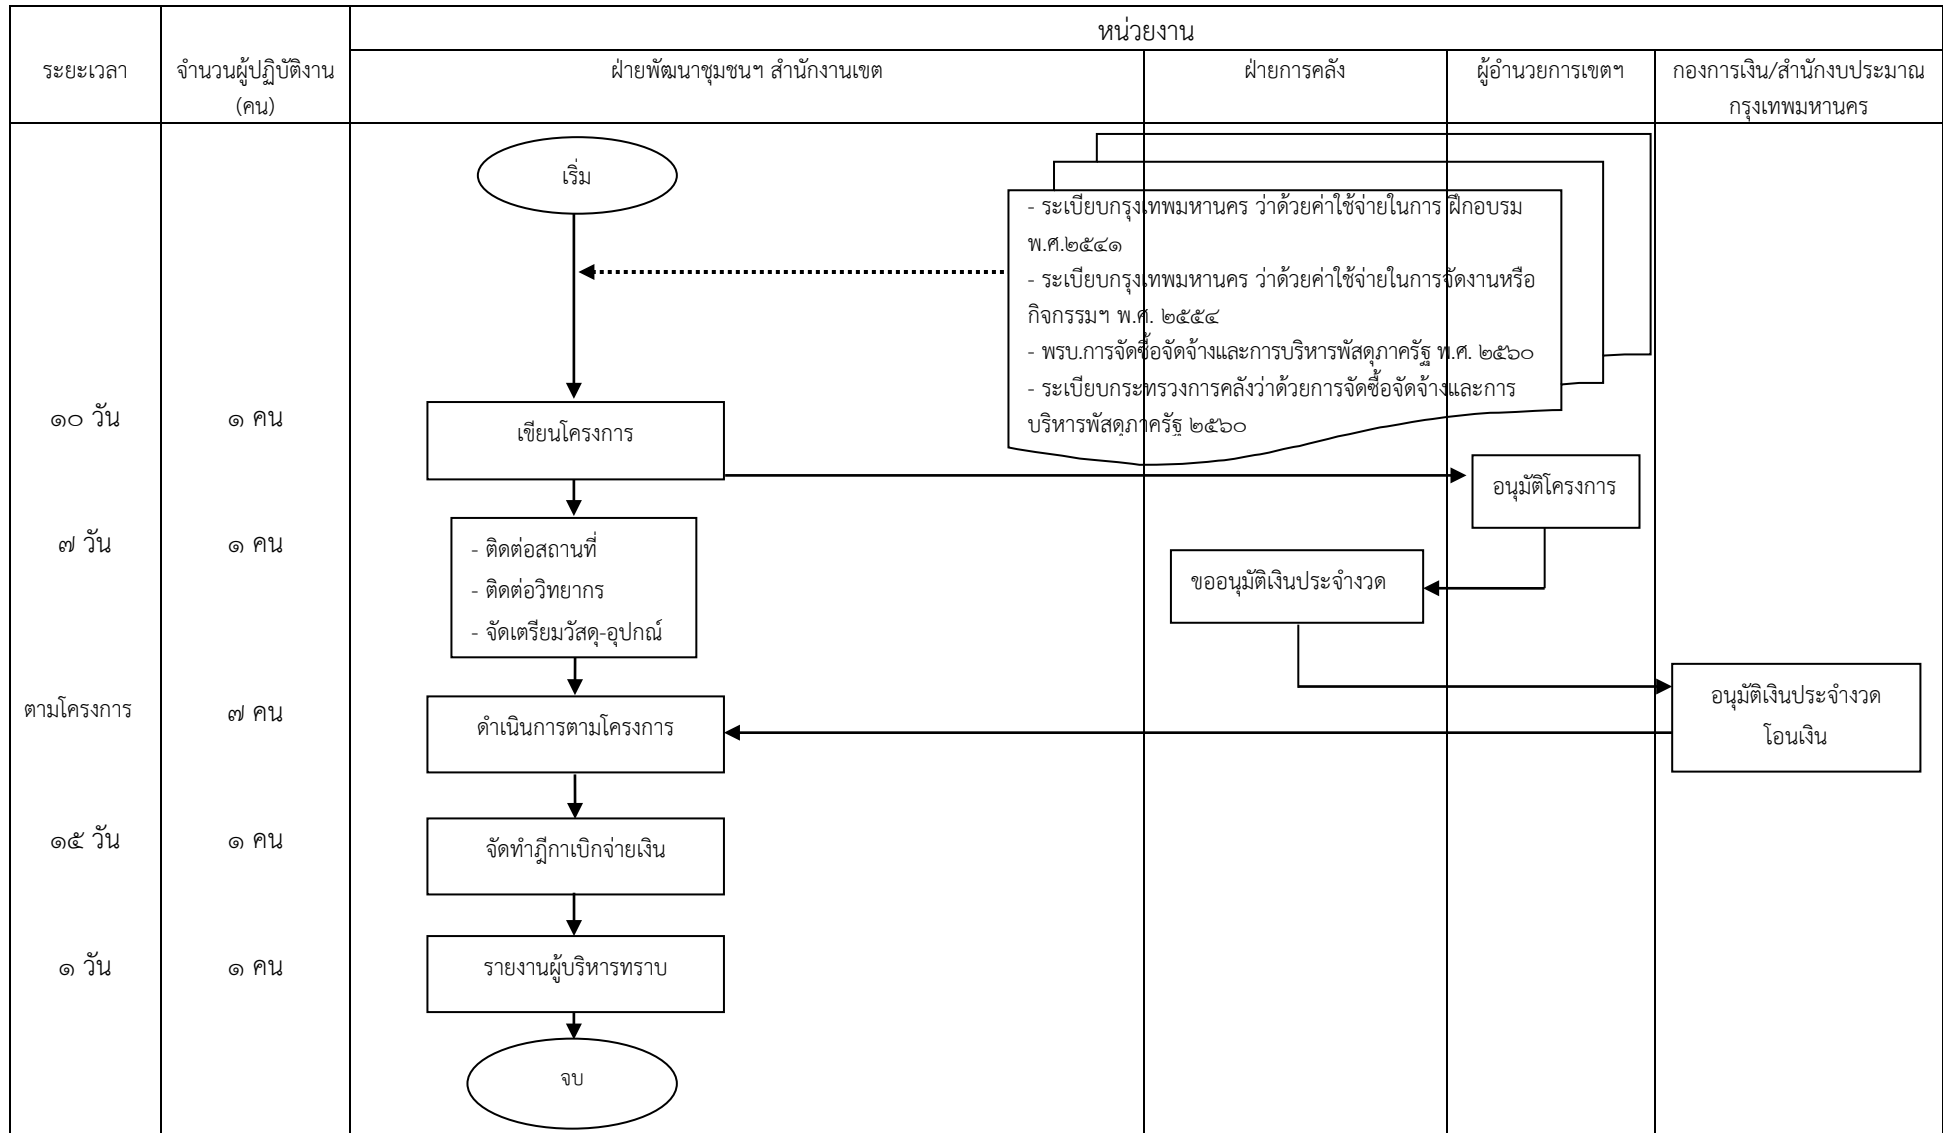 หน่วยงาน
ระยะเวลา
จำนวนผู้ปฏิบัติงาน
(คน)
ฝ่ายพัฒนาชุมชนฯ สำนักงานเขต
ฝ่ายการคลัง
ผู้อำนวยการเขตฯ
กองการเงิน/สำนักงบประมาณ
กรุงเทพมหานคร
เริ่ม
- ระเบียบกรุงเทพมหานคร ว่าด้วยค่าใช้จ่ายในการ ฝึกอบรม
พ.ศ.๒๕๔๑
- ระเบียบกรุงเทพมหานคร ว่าด้วยค่าใช้จ่ายในการจัดงานหรือ
กิจกรรมฯ พ.ศ. ๒๕๕๔
- พรบ.การจัดซื้อจัดจ้างและการบริหารพัสดุภาครัฐ พ.ศ. ๒๕๖๐
- ระเบียบกระทรวงการคลังว่าด้วยการจัดซื้อจัดจ้างและการ
บริหารพัสดุภาครัฐ ๒๕๖๐
๑๐ วัน
๑ คน
เขียนโครงการ
อนุมัติโครงการ
๗ วัน
๑ คน
- ติดต่อสถานที่
- ติดต่อวิทยากร
- จัดเตรียมวัสดุ-อุปกณ์
ขออนุมัติเงินประจำงวด
ตามโครงการ
๗ คน
ดำเนินการตามโครงการ
อนุมัติเงินประจำงวด
โอนเงิน
๑๕ วัน
๑ คน
จัดทำฎีกาเบิกจ่ายเงิน
๑ วัน
๑ คน
รายงานผู้บริหารทราบ
จบ